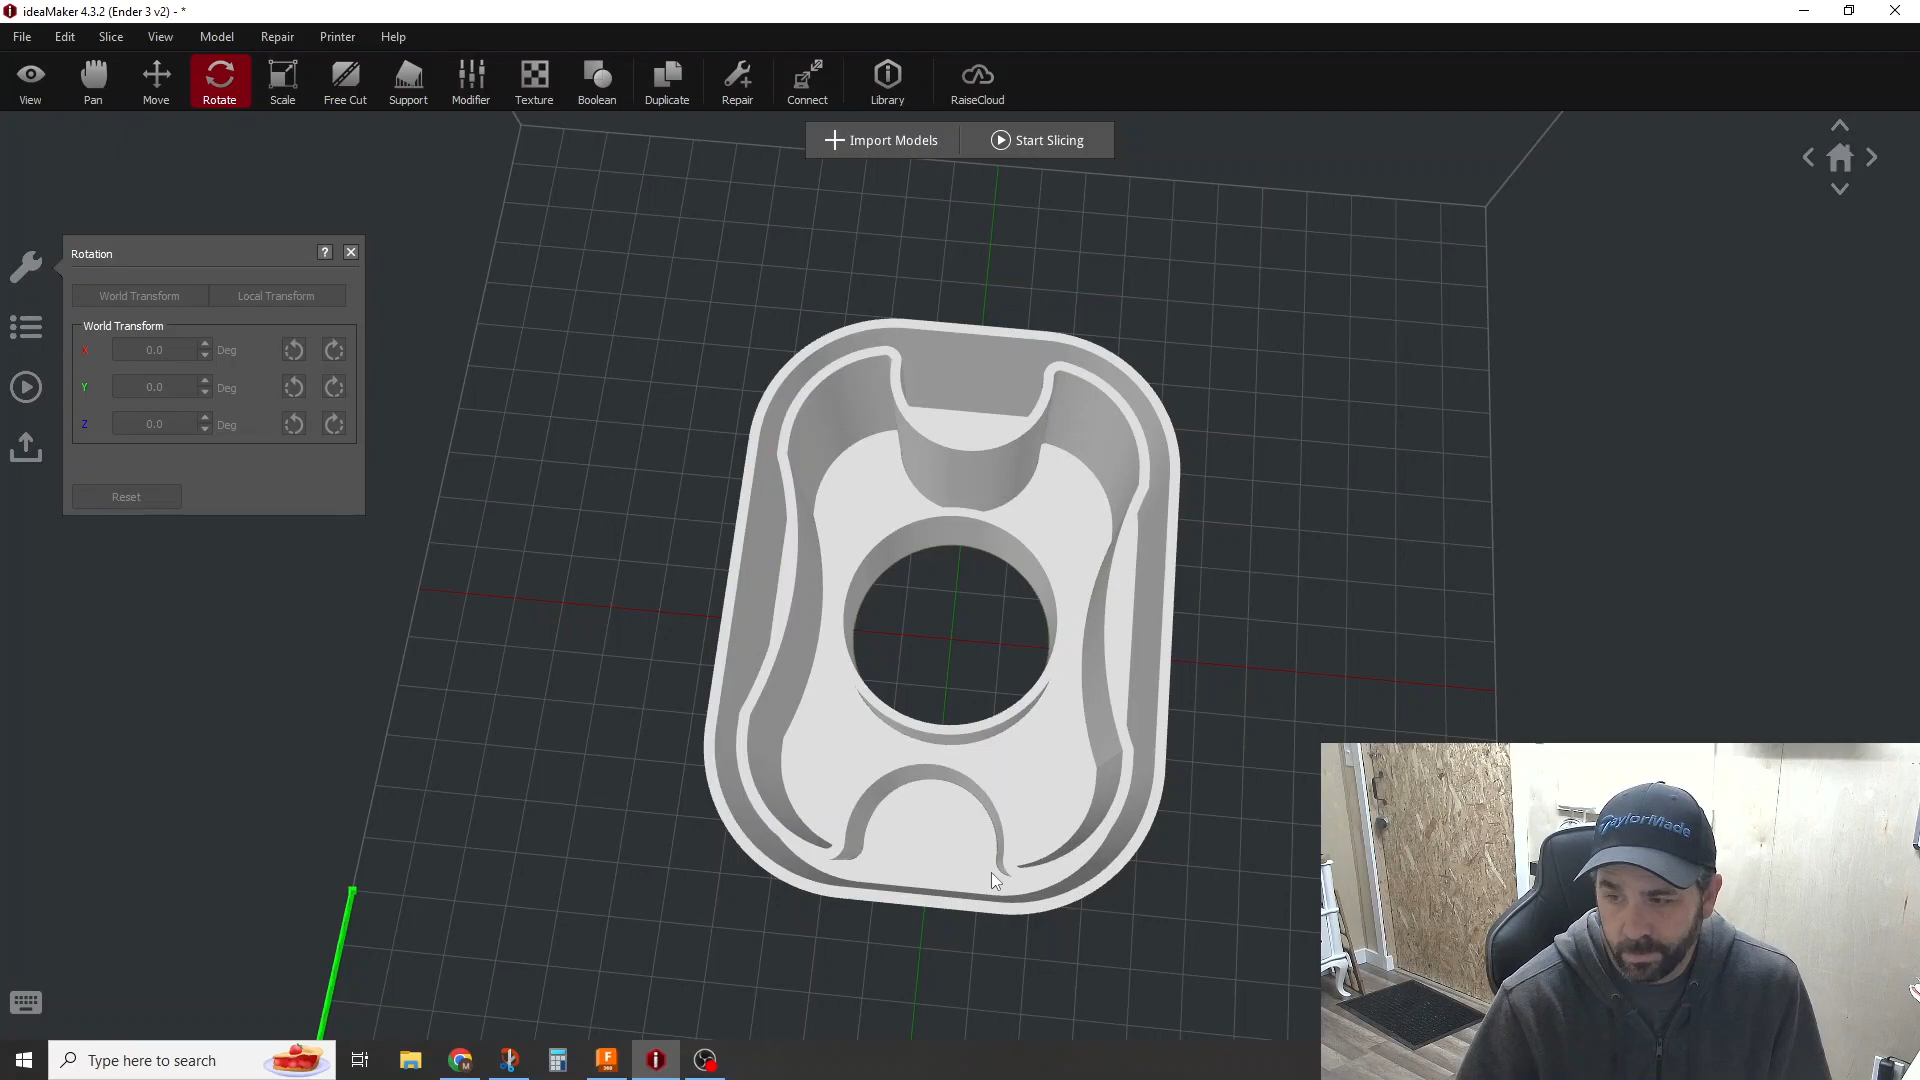 ideaMaker 4.3.2 (Ender 3 v2) - *
File Edit Slice View Model Repair Printer Help
View Pan Move Rotate Scale Free Cut Support Modifier Texture Boolean Duplicate Repair Connect Library RaiseCloud
Import Models Start Slicing
Rotation ?
World Transform Local Transform
World Transform
X 0.0 Deg
Y 0.0 Deg
Z 0.0 Deg
Reset
TaylorMade
Type here to search